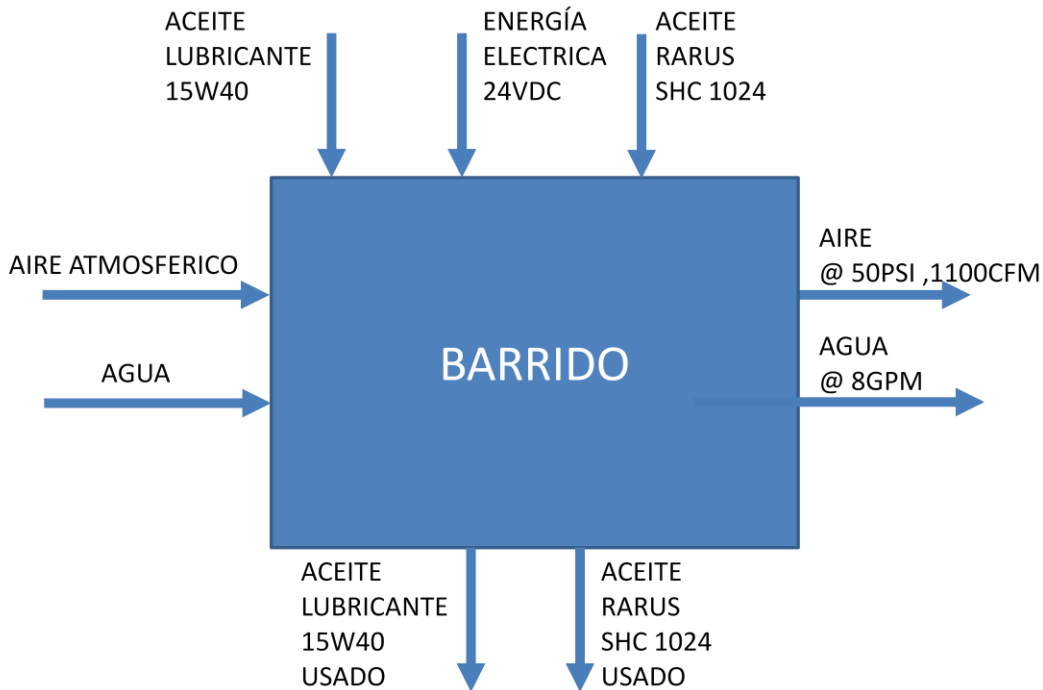 ACEITE
LUBRICANTE
15W40
ENERGÍA
ELECTRICA
24VDC
ACEITE
RARUS
SHC 1024
AIRE ATMOSFERICO
AGUA
BARRIDO
AIRE
@ 50PSI ,1100CFM
AGUA
@ 8GPM
ACEITE
LUBRICANTE
15W40
USADO
ACEITE
RARUS
SHC 1024
USADO